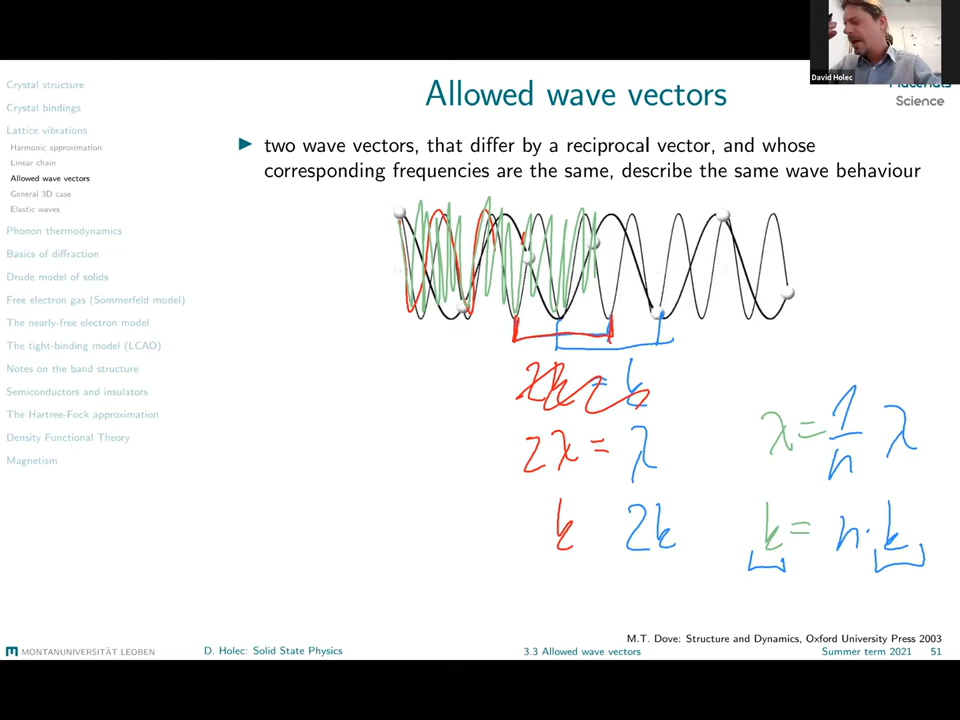 David Holec
Materials
Science
Crystal structure
Crystal bindings
Lattice vibrations
Harmonic approximation
Linear chain
Allowed wave vectors
General 3D case
Elastic waves
Phonon thermodynamics
Basics of diffraction
Drude model of solids
Free electron gas (Sommerfeld model)
The nearly-free electron model
The tight-binding model (LCAO)
Notes on the band structure
Semiconductors and insulators
The Hartree-Fock approximation
Density Functional Theory
Magnetism
Allowed wave vectors
▶ two wave vectors, that differ by a reciprocal vector, and whose
corresponding frequencies are the same, describe the same wave behaviour
2λ = λ
k 2k
λ = 1/n λ
k = n·k
M.T. Dove: Structure and Dynamics, Oxford University Press 2003
MONTANUNIVERSITÄT LEOBEN D. Holec: Solid State Physics 3.3 Allowed wave vectors Summer term 2021 51